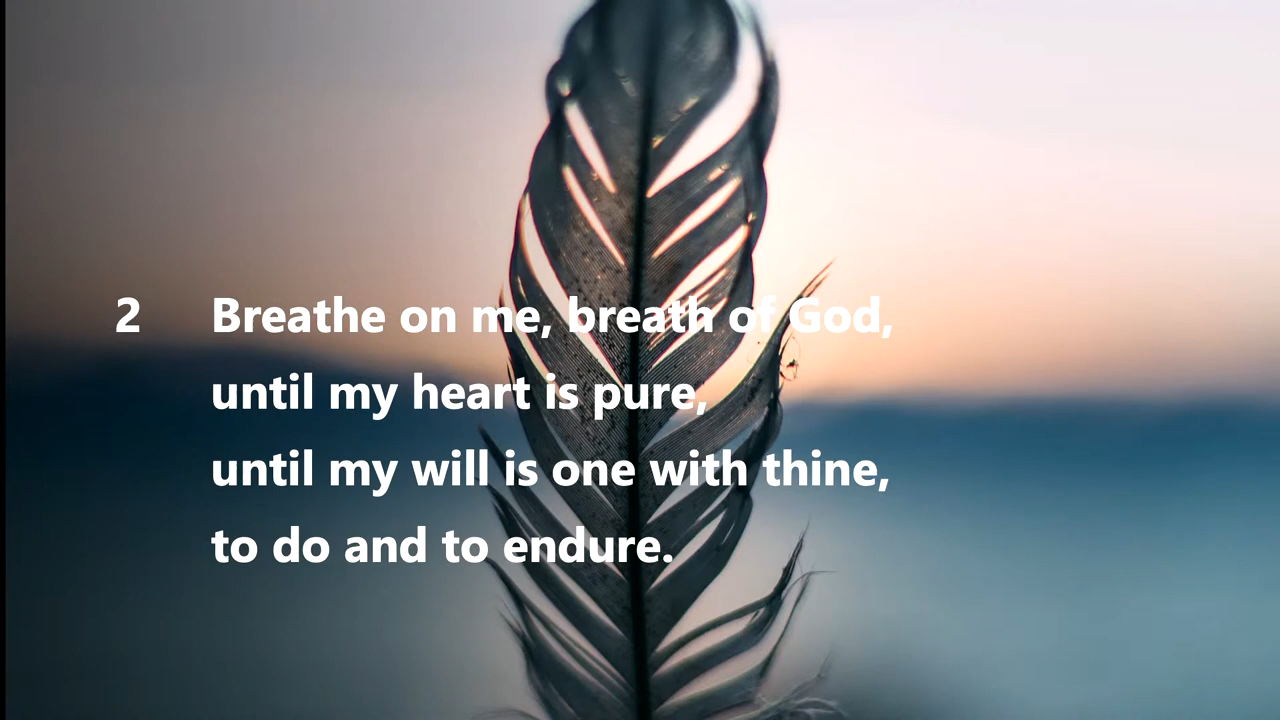 2 Breathe on me, breath of God,
until my heart is pure,
until my will is one with thine,
to do and to endure.